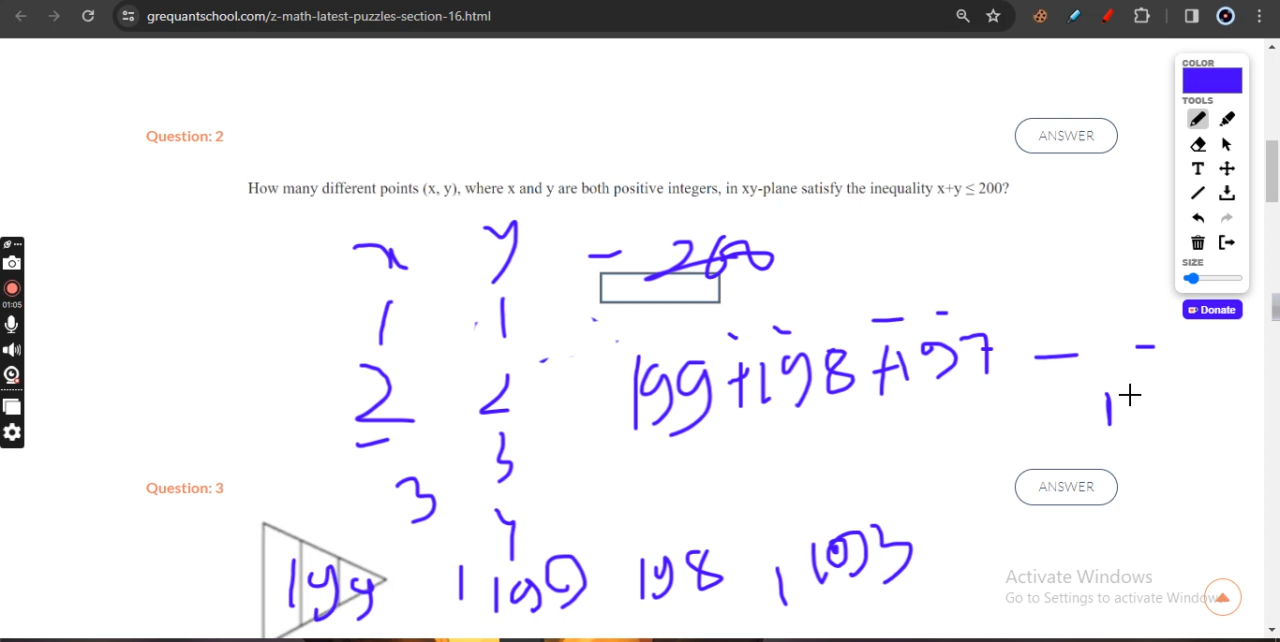 grequantschool.com/z-math-latest-puzzles-section-16.html
COLOR
TOOLS
T
SIZE
Donate
01:05
Question: 2
ANSWER
How many different points (x, y), where x and y are both positive integers, in xy-plane satisfy the inequality x+y ≤ 200?
x y - 200
1 1
2 2
199+198+197 - -
1
3
3
Question: 3
ANSWER
199 1 199 198 , 
Activate Windows
Go to Settings to activate Windows